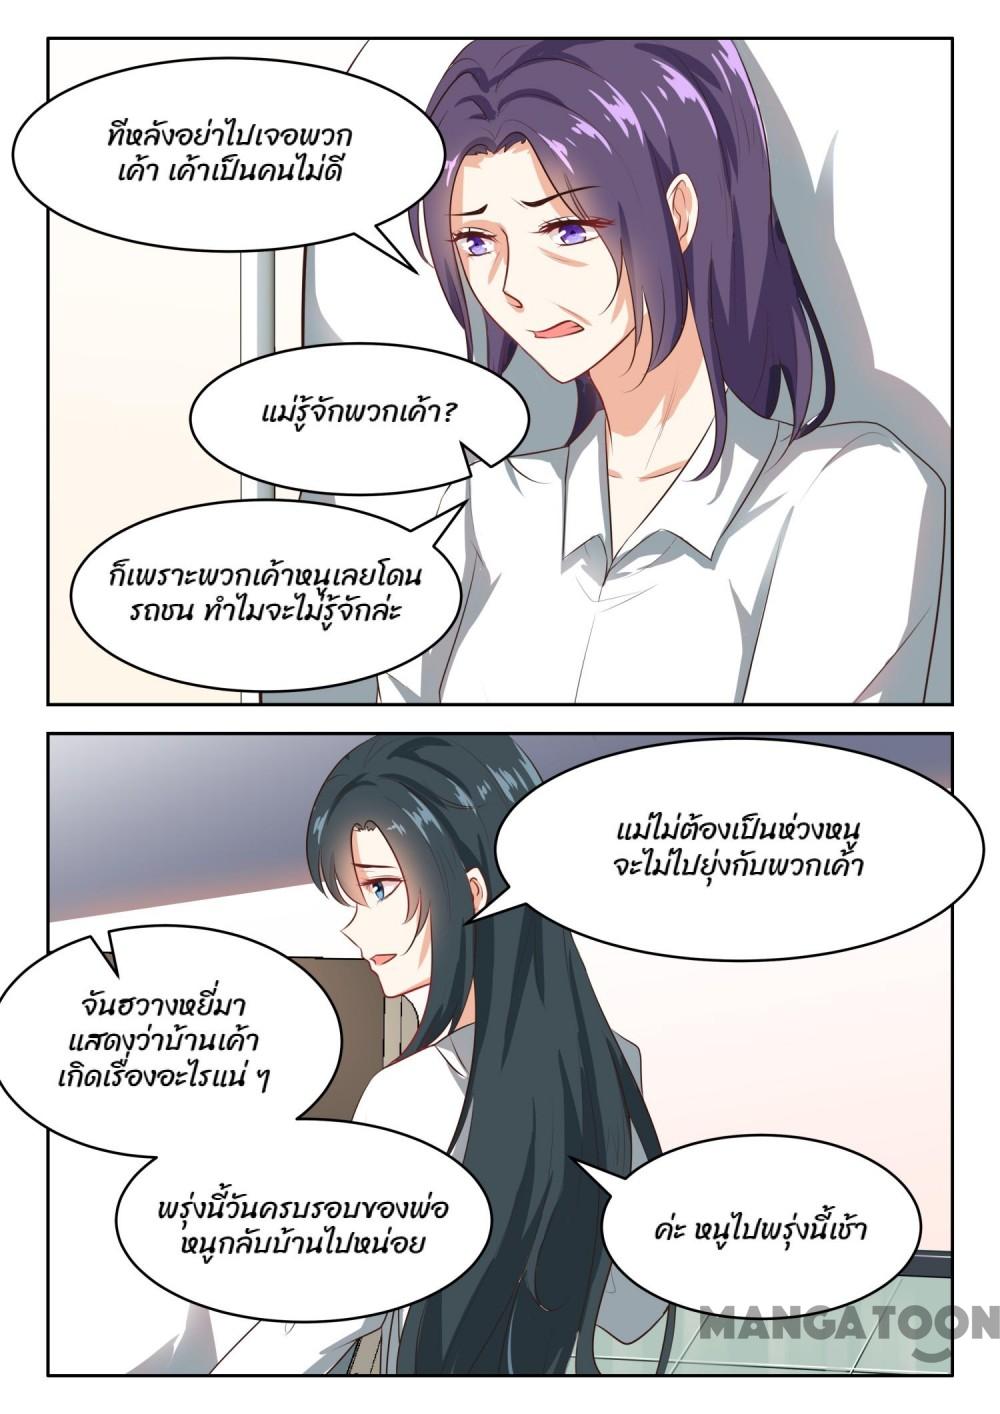 ทีหลังอย่าไปเจอพวก
เค้า เค้าเป็นคนไม่ดี
แม่รู้จักพวกเค้า?
ก็เพราะพวกเค้าหนูเลยโดน
รถชน ทำไมจะไม่รู้จักล่ะ
แม่ไม่ต้องเป็นห่วงหนู
จะไม่ไปยุ่งกับพวกเค้า
จันฮวางหยี่มา
แสดงว่าบ้านเค้า
เกิดเรื่องอะไรแน่ ๆ
พรุ่งนี้วันครบรอบของพ่อ
หนูกลับบ้านไปหน่อย
ค่ะ หนูไปพรุ่งนี้เช้า
MANGATOON